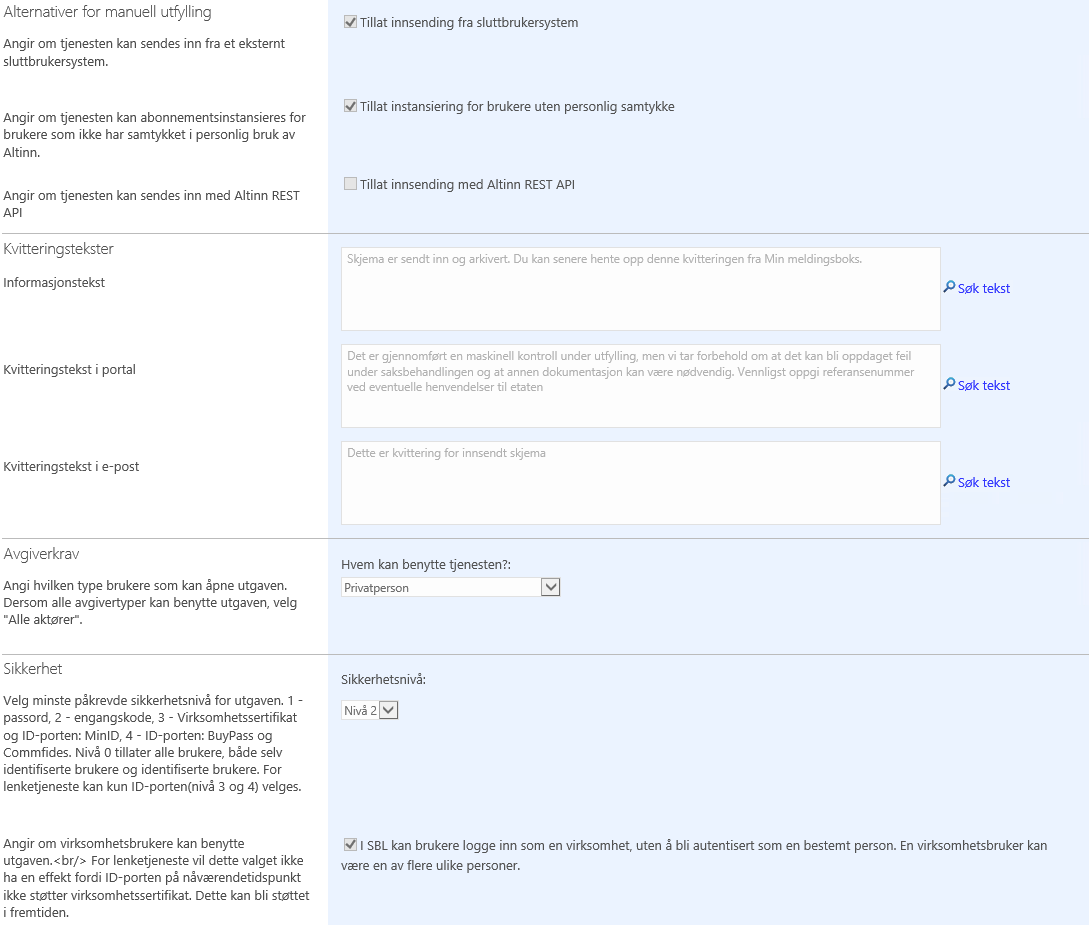 Alternativer for manuell utfylling
Tillat innsending fra sluttbrukersystem
Angir om tjenesten kan sendes inn fra et eksternt
sluttbrukersystem.
Tillat instansiering for brukere uten personlig samtykke
Angir om tjenesten kan abonnementsinstansieres for
brukere som ikke har samtykket i personlig bruk av
Altinn.
Tillat innsending med Altinn REST API
Angir om tjenesten kan sendes inn med Altinn REST
API
Kvitteringstekster
Informasjonstekst
Skjema er sendt inn og arkivert. Du kan senere hente opp denne kvitteringen fra Min meldingsboks.
Søk tekst
Kvitteringstekst i portal
Det er gjennomført en maskinell kontroll under utfylling, men vi tar forbehold om at det kan bli oppdaget feil
under saksbehandlingen og at annen dokumentasjon kan være nødvendig. Vennligst oppgi referansenummer
ved eventuelle henvendelser til etaten
Søk tekst
Kvitteringstekst i e-post
Dette er kvittering for innsendt skjema
Søk tekst
Avgiverkrav
Angi hvilken type brukere som kan åpne utgaven.
Dersom alle avgivertyper kan benytte utgaven, velg
"Alle aktører".
Hvem kan benytte tjenesten?:
Privatperson
Sikkerhet
Velg minste påkrevde sikkerhetsnivå for utgaven. 1 -
passord, 2 - engangskode, 3 - Virksomhetssertifikat
og ID-porten: MinID, 4 - ID-porten: BuyPass og
Commfides. Nivå 0 tillater alle brukere, både selv
identifiserte brukere og identifiserte brukere. For
lenketjeneste kan kun ID-porten(nivå 3 og 4) velges.
Sikkerhetsnivå:
Nivå 2
Angir om virksomhetsbrukere kan benytte
utgaven.<br/> For lenketjeneste vil dette valget ikke
ha en effekt fordi ID-porten på nåværendetidspunkt
ikke støtter virksomhetssertifikat. Dette kan bli støttet
i fremtiden.
I SBL kan brukere logge inn som en virksomhet, uten å bli autentisert som en bestemt person. En virksomhetsbruker kan
være en av flere ulike personer.